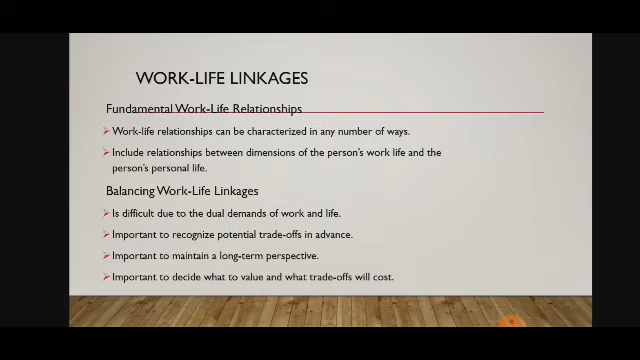 WORK-LIFE LINKAGES
Fundamental Work-Life Relationships
Work-life relationships can be characterized in any number of ways.
Include relationships between dimensions of the person's work life and the
person's personal life.
Balancing Work-Life Linkages
Is difficult due to the dual demands of work and life.
Important to recognize potential trade-offs in advance.
Important to maintain a long-term perspective.
Important to decide what to value and what trade-offs will cost.